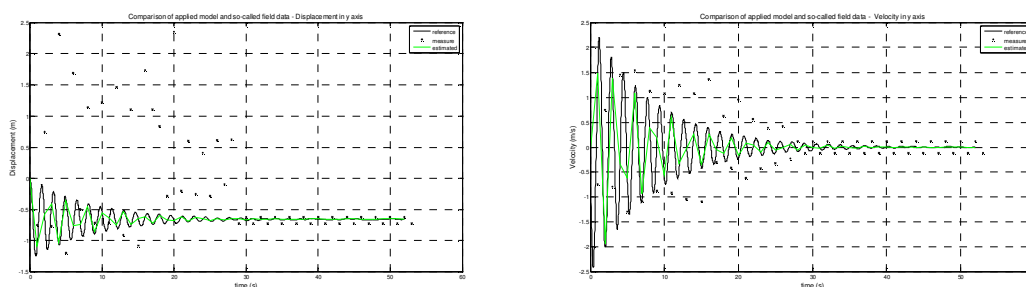 Comparison of applied model and so-called field data - Displacement in y axis
2.5
2
1.5
1
0.5
0
-0.5
-1
-1.5
Displacement (m)
0 10 20 30 40 50 60
time (s)
reference
measure
estimated
Comparison of applied model and so-called field data - Velocity in y axis
2.5
2
1.5
1
0.5
0
-0.5
-1
-1.5
-2
-2.5
Velocity (m/s)
0 10 20 30 40 50
time (s)
reference
measure
estimated